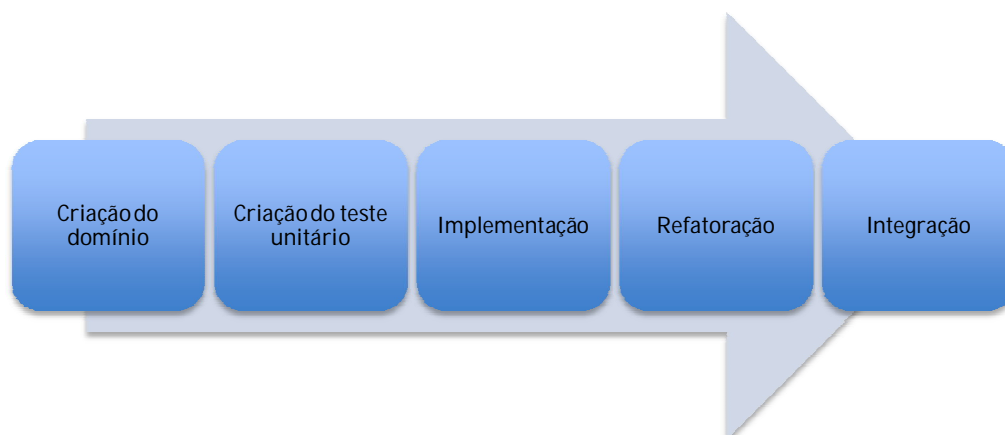 Criação do
domínio
Criação do teste
unitário
Implementação
Refatoração
Integração